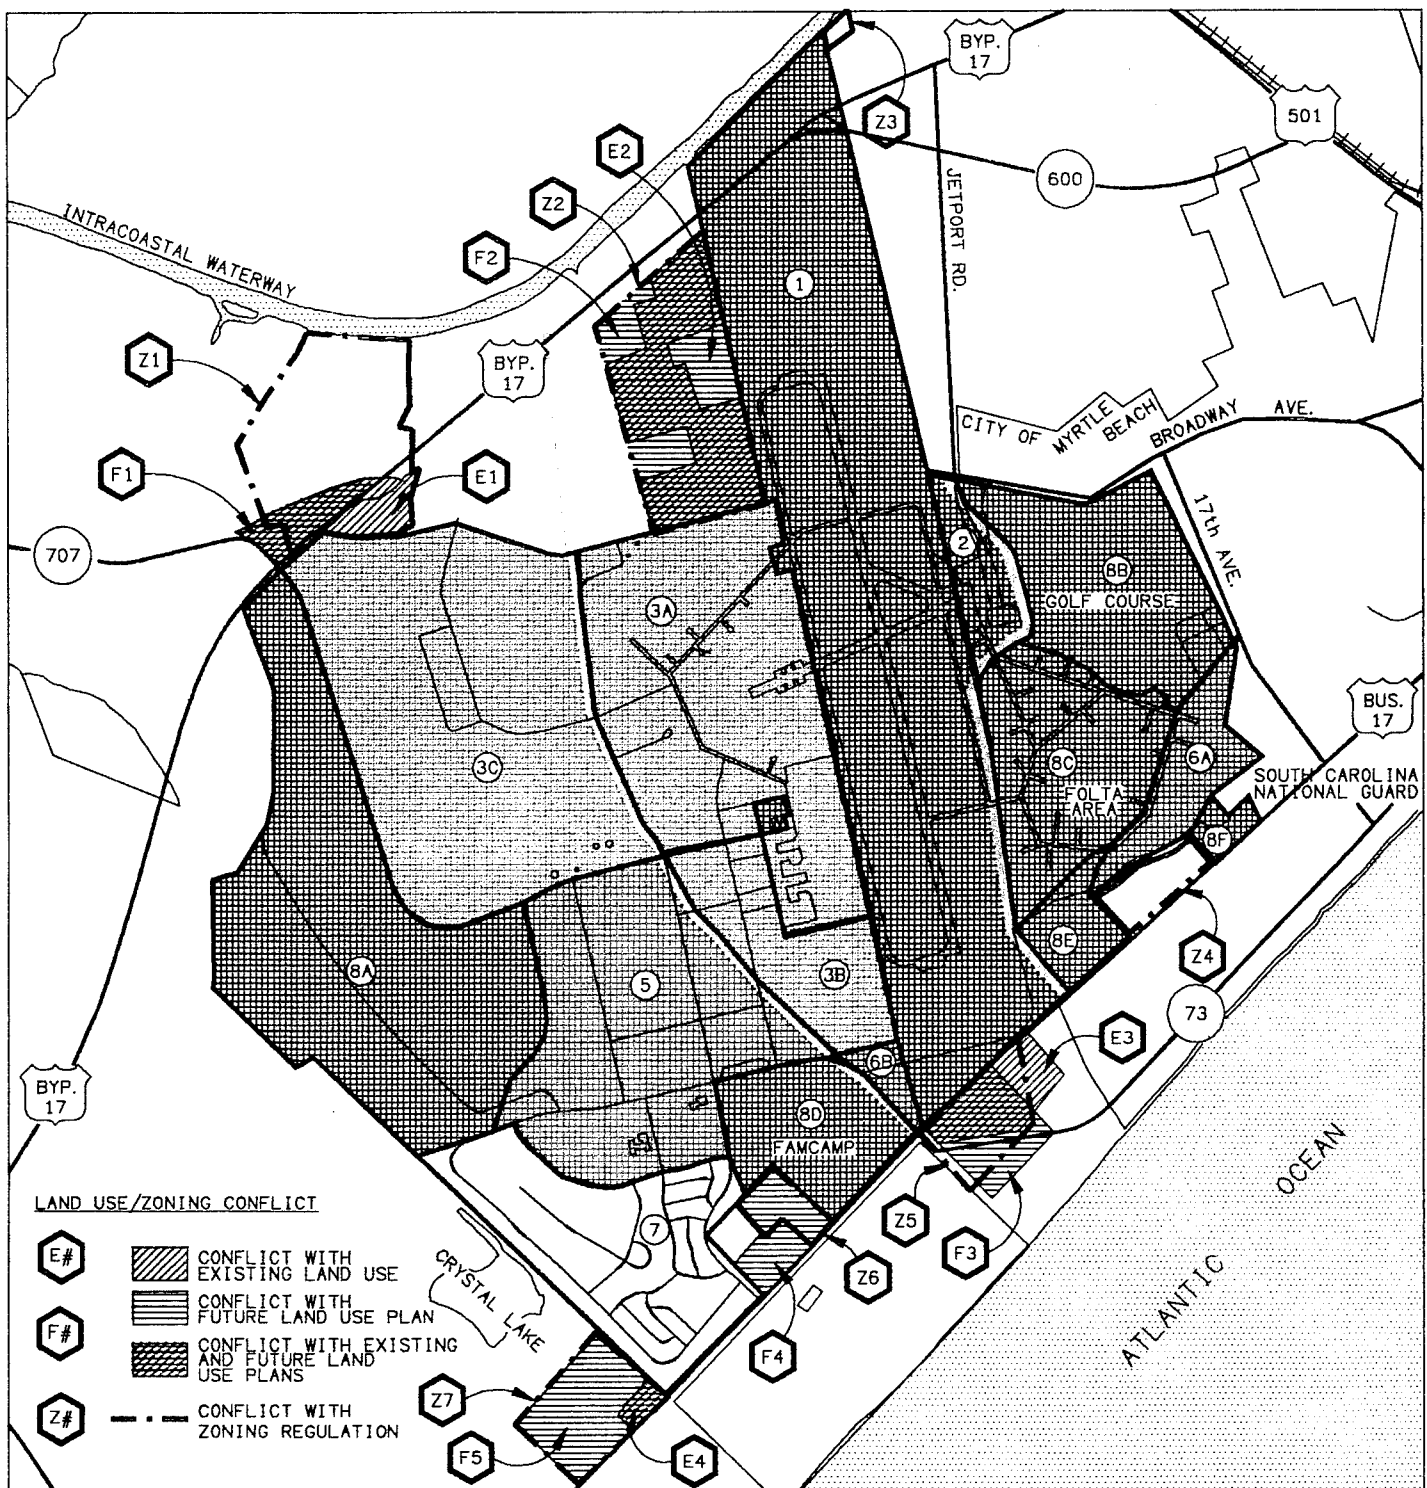 BYP.
17
501
Z3
E2
600
Z2
JETPORT RD.
INTRACOASTAL WATERWAY
F2
1
Z1
BYP.
17
CITY OF MYRTLE
BEACH
BROADWAY AVE.
F1
E1
17th AVE.
707
2
8B
GOLF COURSE
3A
BUS.
17
3C
8C
6A
FOLTA
AREA
SOUTH CAROLINA
NATIONAL GUARD
8F
8A
5
3B
8E
Z4
73
E3
BYP.
17
6B
8D
FAMCAMP
ATLANTIC OCEAN
LAND USE/ZONING CONFLICT
7
Z5
F3
E#
CONFLICT WITH
EXISTING LAND USE
CRYSTAL LAKE
Z6
F#
CONFLICT WITH
FUTURE LAND USE PLAN
CONFLICT WITH EXISTING
AND FUTURE LAND
USE PLANS
F4
Z#
CONFLICT WITH
ZONING REGULATION
Z7
F5
E4